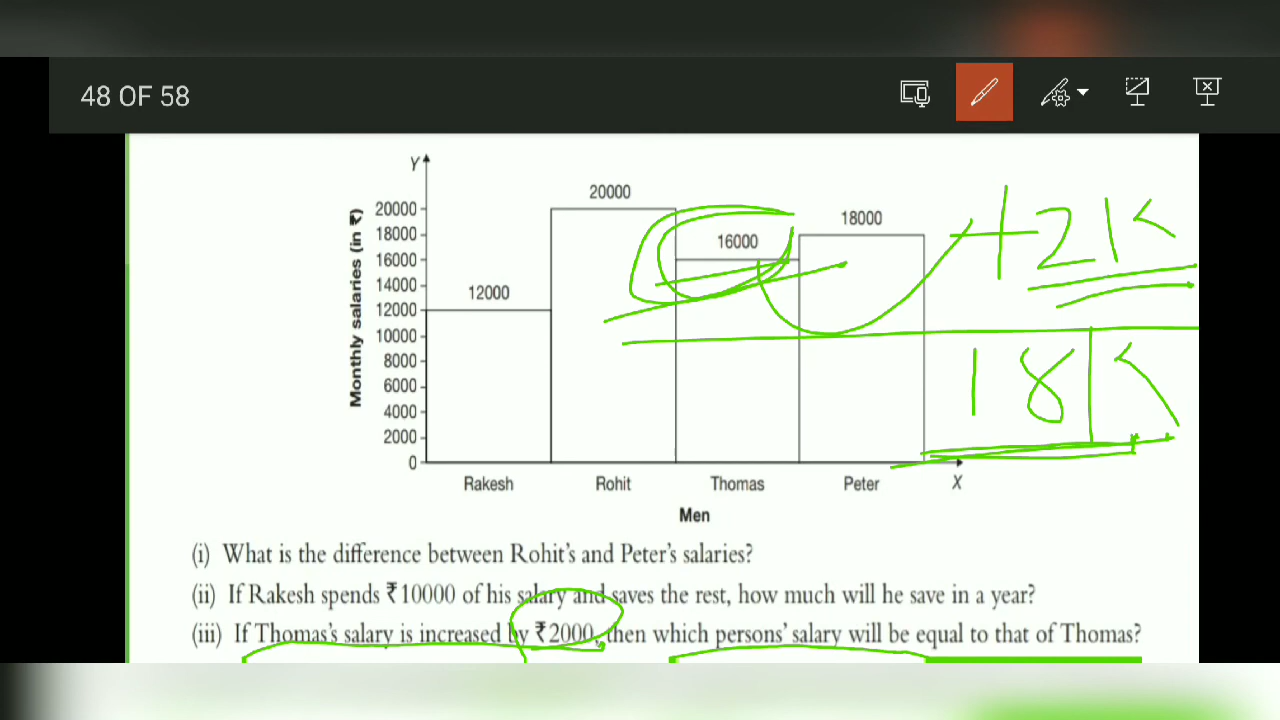 48 OF 58
Y
20000
18000
+2K
20000
18000
16000
16000
14000
12000
12000
10000
8000
18K
6000
4000
2000
0
Monthly salaries (in ₹)
Rakesh Rohit Thomas Peter X
Men
(i) What is the difference between Rohit's and Peter's salaries?
(ii) If Rakesh spends ₹10000 of his salary and saves the rest, how much will he save in a year?
(iii) If Thomas's salary is increased by ₹2000, then which persons' salary will be equal to that of Thomas?